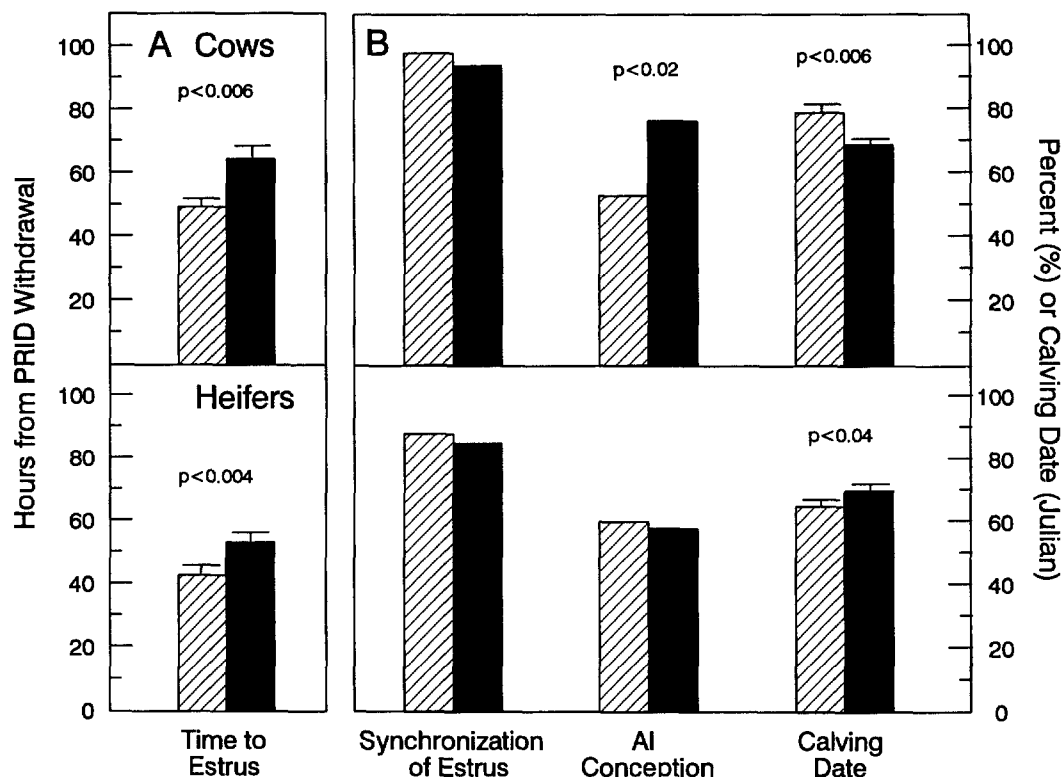 A Cows
B
100
80
60
40
20
p<0.006
p<0.02
p<0.006
100
80
60
40
20
Heifers
100
80
60
40
20
0
p<0.004
p<0.04
100
80
60
40
20
0
Hours from PRID Withdrawal
Percent (%) or Calving Date (Julian)
Time to
Estrus
Synchronization
of Estrus
AI
Conception
Calving
Date